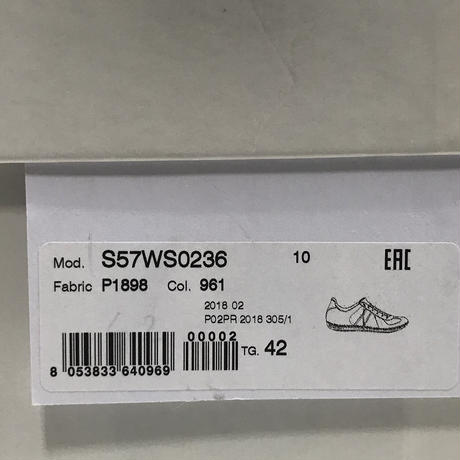 Mod. S57WS0236 10 EAC
Fabric P1898 Col. 961
2018 02
P02PR 2018 305/1
00002
TG. 42
8 053833 640969